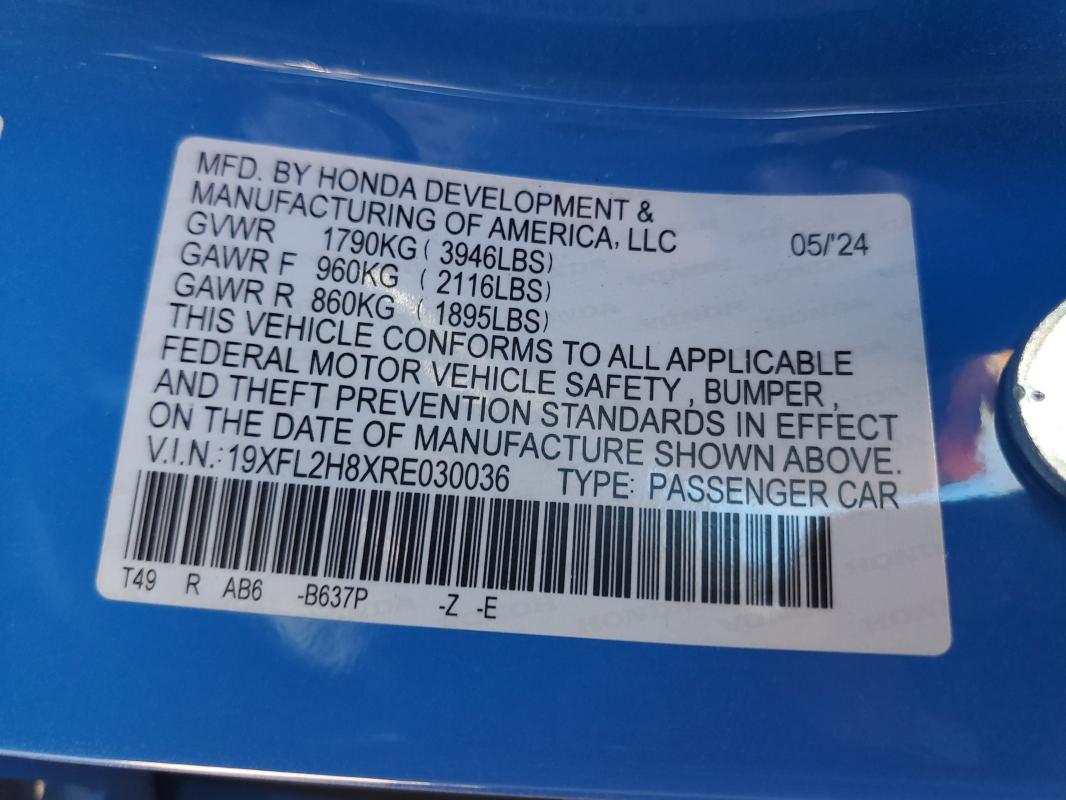 MFD. BY HONDA DEVELOPMENT &
MANUFACTURING OF AMERICA, LLC 05/'24
GVWR 1790KG ( 3946LBS)
GAWR F 960KG ( 2116LBS)
GAWR R 860KG ( 1895LBS)
THIS VEHICLE CONFORMS TO ALL APPLICABLE
FEDERAL MOTOR VEHICLE SAFETY , BUMPER ,
AND THEFT PREVENTION STANDARDS IN EFFECT
ON THE DATE OF MANUFACTURE SHOWN ABOVE.
V.I.N.:19XFL2H8XRE030036 TYPE: PASSENGER CAR
T49 R AB6 -B637P -Z -E